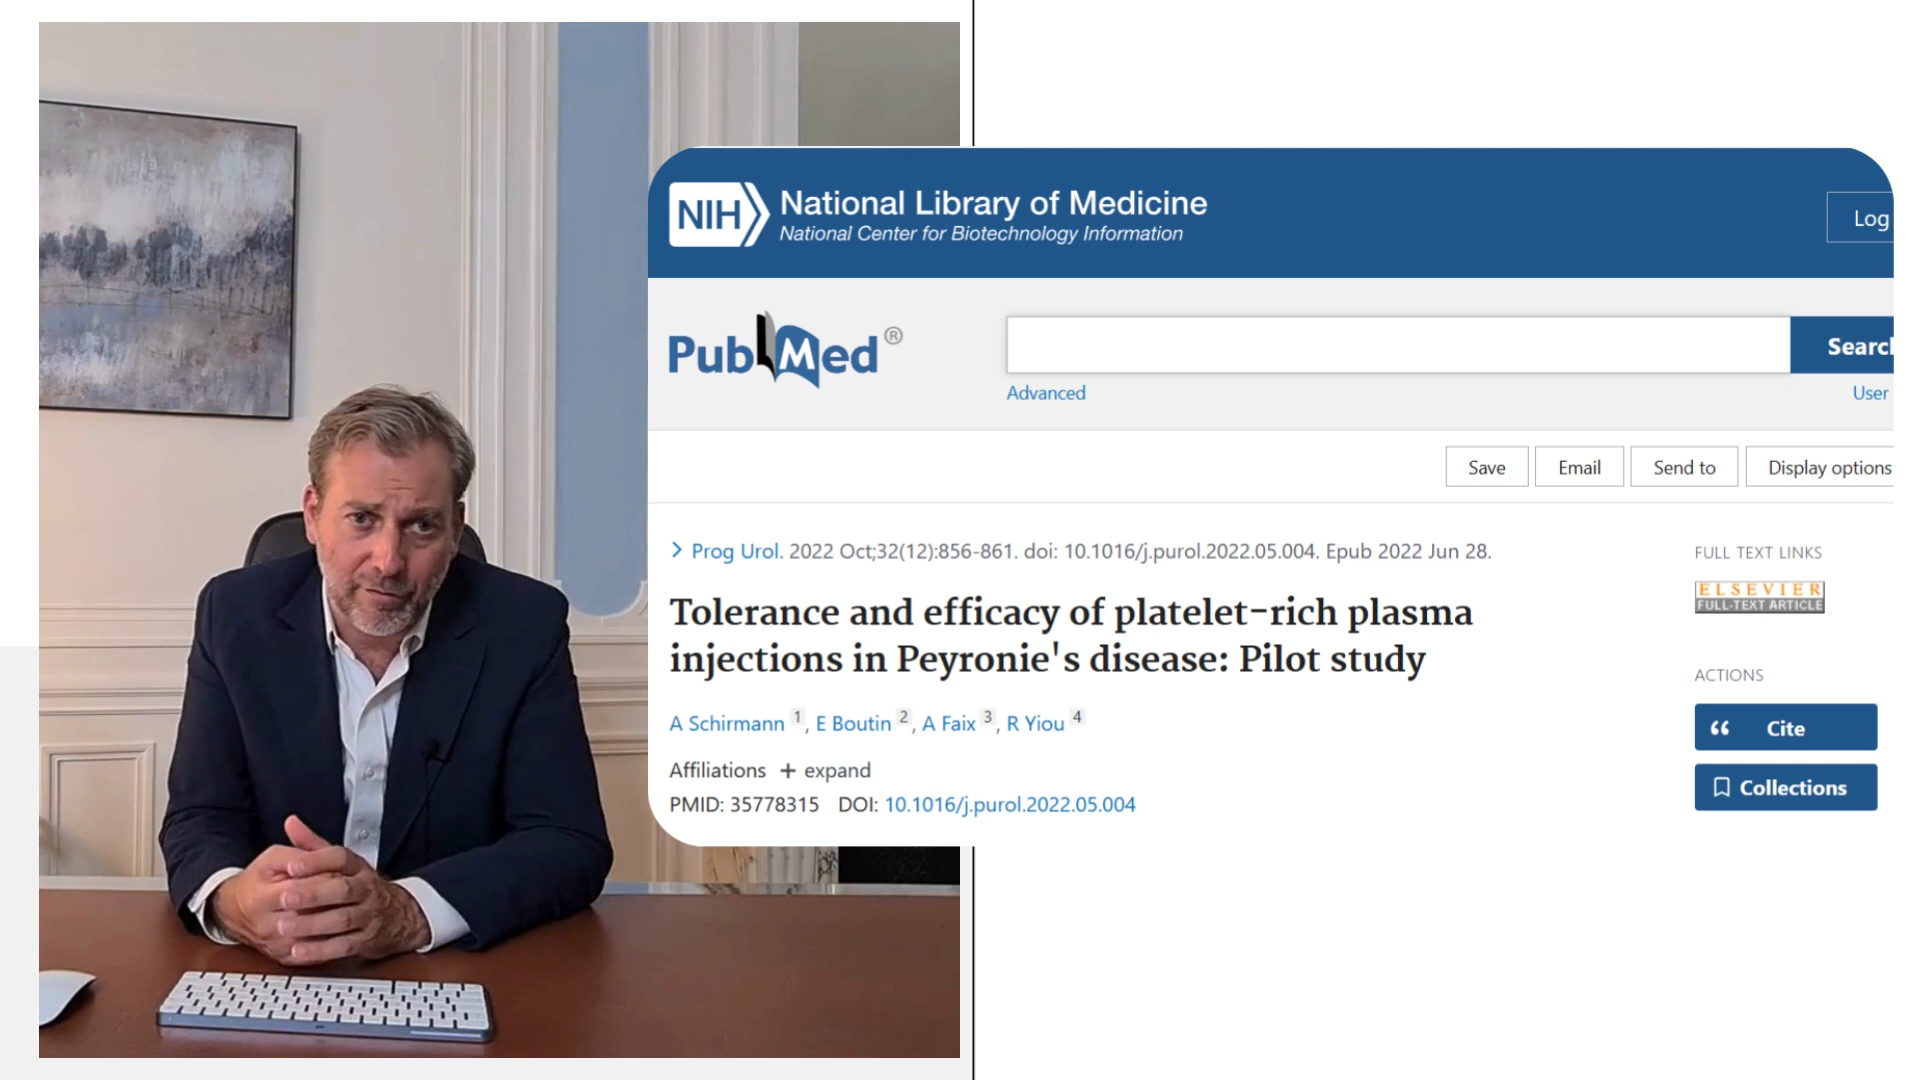 NIH National Library of Medicine
National Center for Biotechnology Information
Log
PubMed®
Search
Advanced
User
Save
Email
Send to
Display options
Prog Urol. 2022 Oct;32(12):856-861. doi: 10.1016/j.purol.2022.05.004. Epub 2022 Jun 28.
Tolerance and efficacy of platelet-rich plasma
injections in Peyronie's disease: Pilot study
A Schirmann 1, E Boutin 2, A Faix 3, R Yiou 4
Affiliations + expand
PMID: 35778315 DOI: 10.1016/j.purol.2022.05.004
FULL TEXT LINKS
ELSEVIER
FULL-TEXT ARTICLE
ACTIONS
Cite
Collections